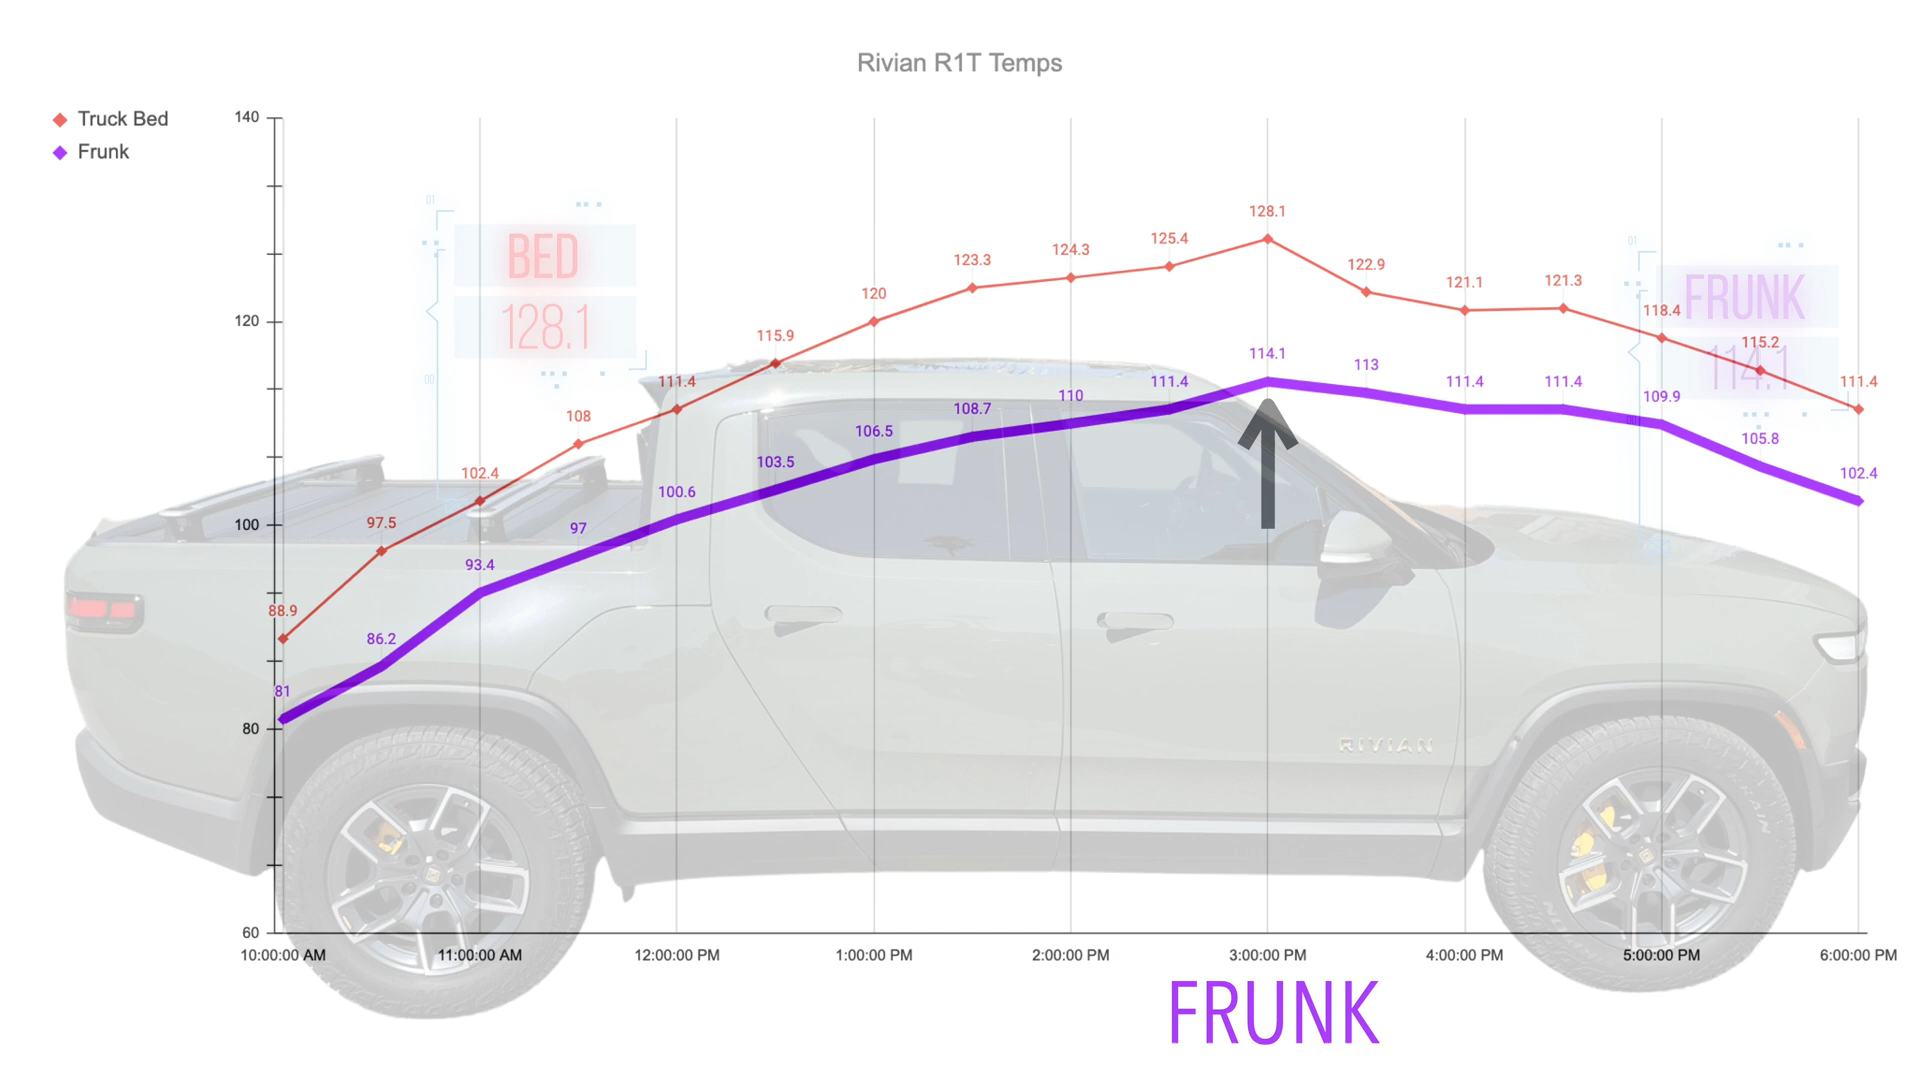 Rivian R1T Temps
Truck Bed
Frunk
140
120
100
80
60
01
BED
128.1
00
01
FRUNK
114.1
88.9
97.5
102.4
108
111.4
115.9
120
123.3
124.3
125.4
128.1
122.9
121.1
121.3
118.4
115.2
111.4
81
86.2
93.4
97
100.6
103.5
106.5
108.7
110
111.4
114.1
113
111.4
111.4
109.9
105.8
102.4
RIVIAN
10:00:00 AM
11:00:00 AM
12:00:00 PM
1:00:00 PM
2:00:00 PM
3:00:00 PM
4:00:00 PM
5:00:00 PM
6:00:00 PM
FRUNK